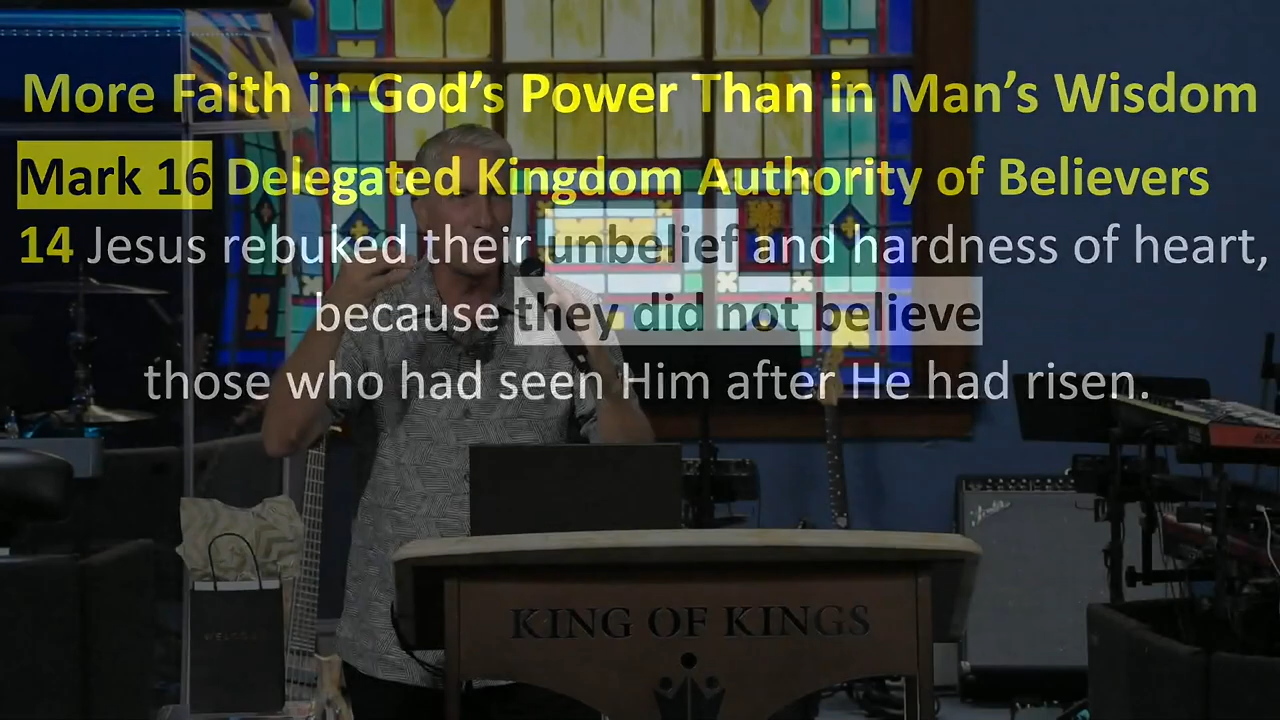 More Faith in God's Power Than in Man's Wisdom
Mark 16 Delegated Kingdom Authority of Believers
14 Jesus rebuked their unbelief and hardness of heart,
because they did not believe
those who had seen Him after He had risen.
KING OF KINGS